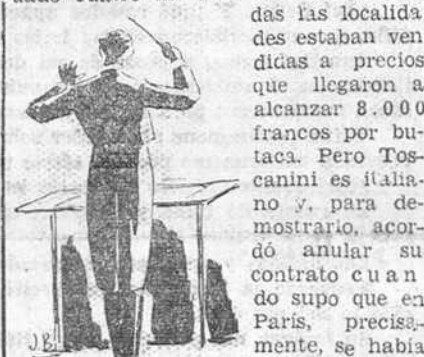 das las localida
des estaban ven
didas a precios
que llegaron a
alcanzar 8.000
francos por bu-
taca. Pero Tos-
canini es italia-
no y, para de-
mostrarlo, acor-
dó anular su
contrato cuan
do supo que en
París, precisa-
mente, se había
J.B.